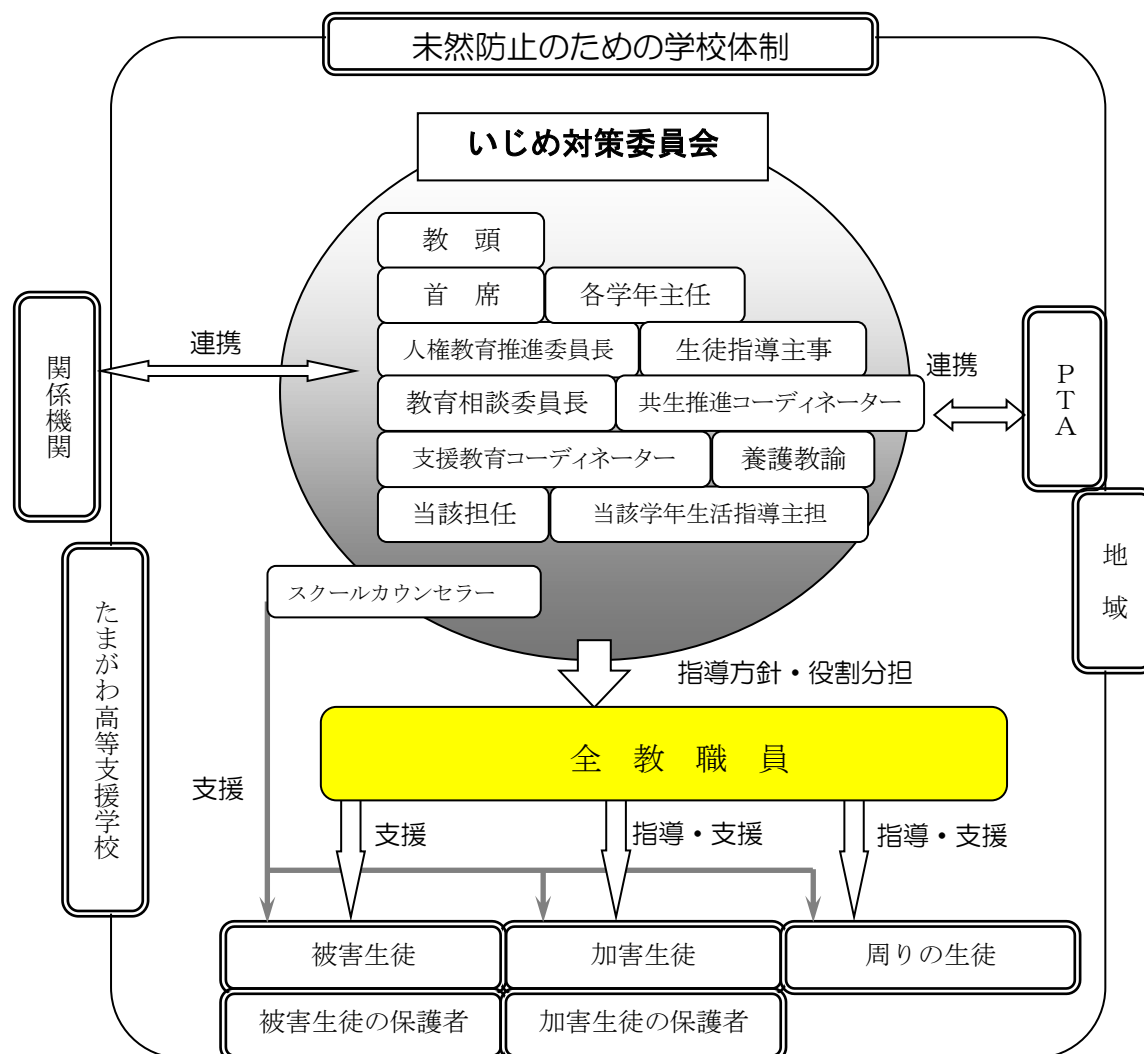 未然防止のための学校体制
いじめ対策委員会
教 頭
首 席
各学年主任
人権教育推進委員長
生徒指導主事
教育相談委員長
共生推進コーディネーター
支援教育コーディネーター
養護教諭
当該担任
当該学年生活指導主担
スクールカウンセラー
連携
関係機関
連携
PTA
地域
たまがわ高等支援学校
指導方針・役割分担
全 教 職 員
支援
支援
指導・支援
指導・支援
被害生徒
加害生徒
周りの生徒
被害生徒の保護者
加害生徒の保護者